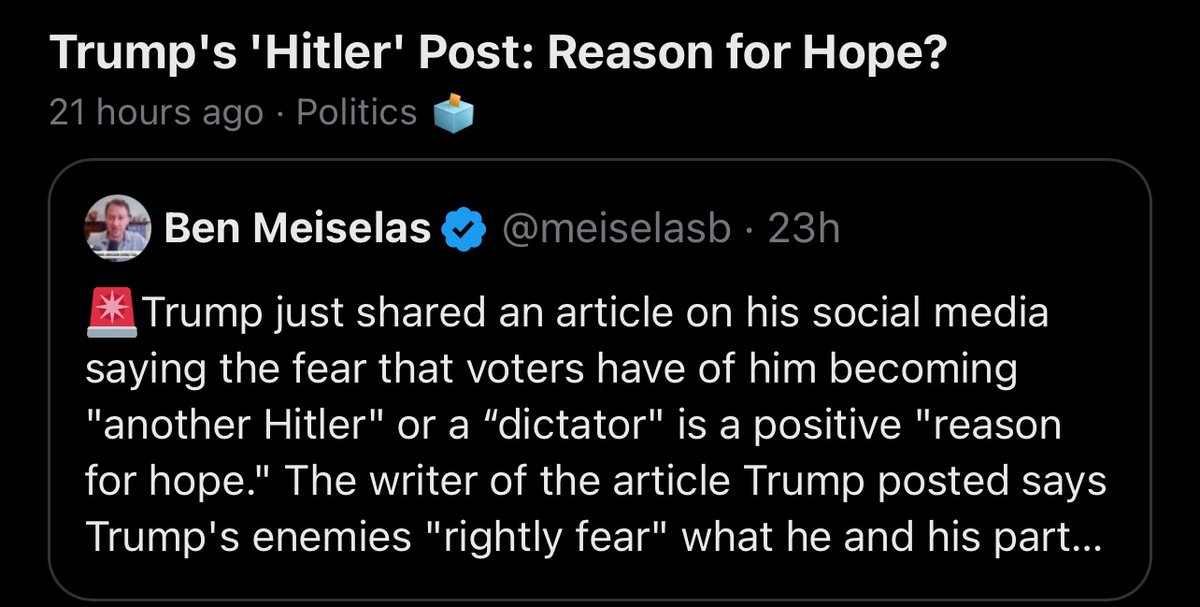 Trump's 'Hitler' Post: Reason for Hope?
21 hours ago · Politics
Ben Meiselas @meiselasb · 23h
Trump just shared an article on his social media
saying the fear that voters have of him becoming
"another Hitler" or a “dictator" is a positive "reason
for hope." The writer of the article Trump posted says
Trump's enemies "rightly fear" what he and his part...